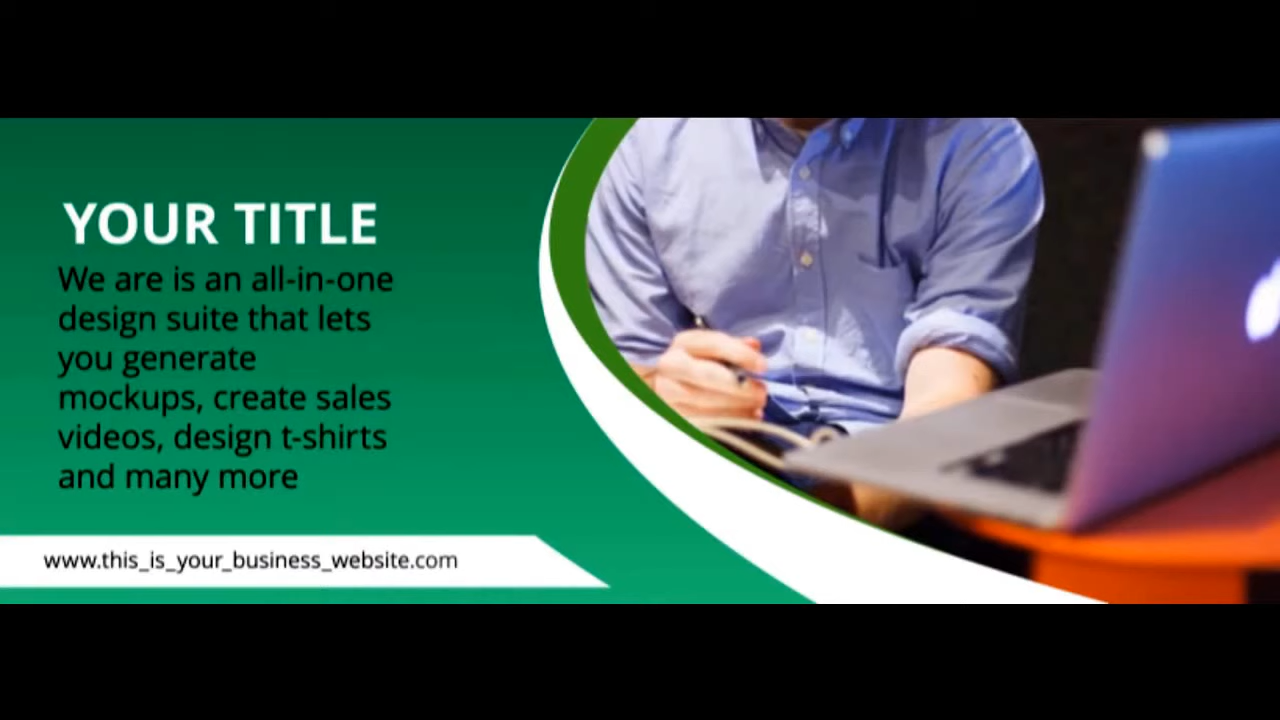 YOUR TITLE
We are is an all-in-one
design suite that lets
you generate
mockups, create sales
videos, design t-shirts
and many more
www.this_is_your_business_website.com